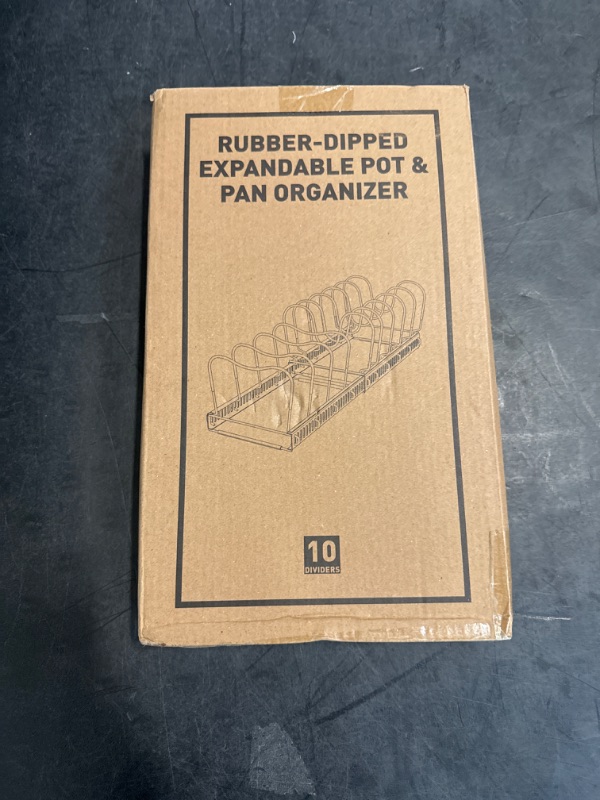 RUBBER-DIPPED
EXPANDABLE POT &
PAN ORGANIZER
10
DIVIDERS